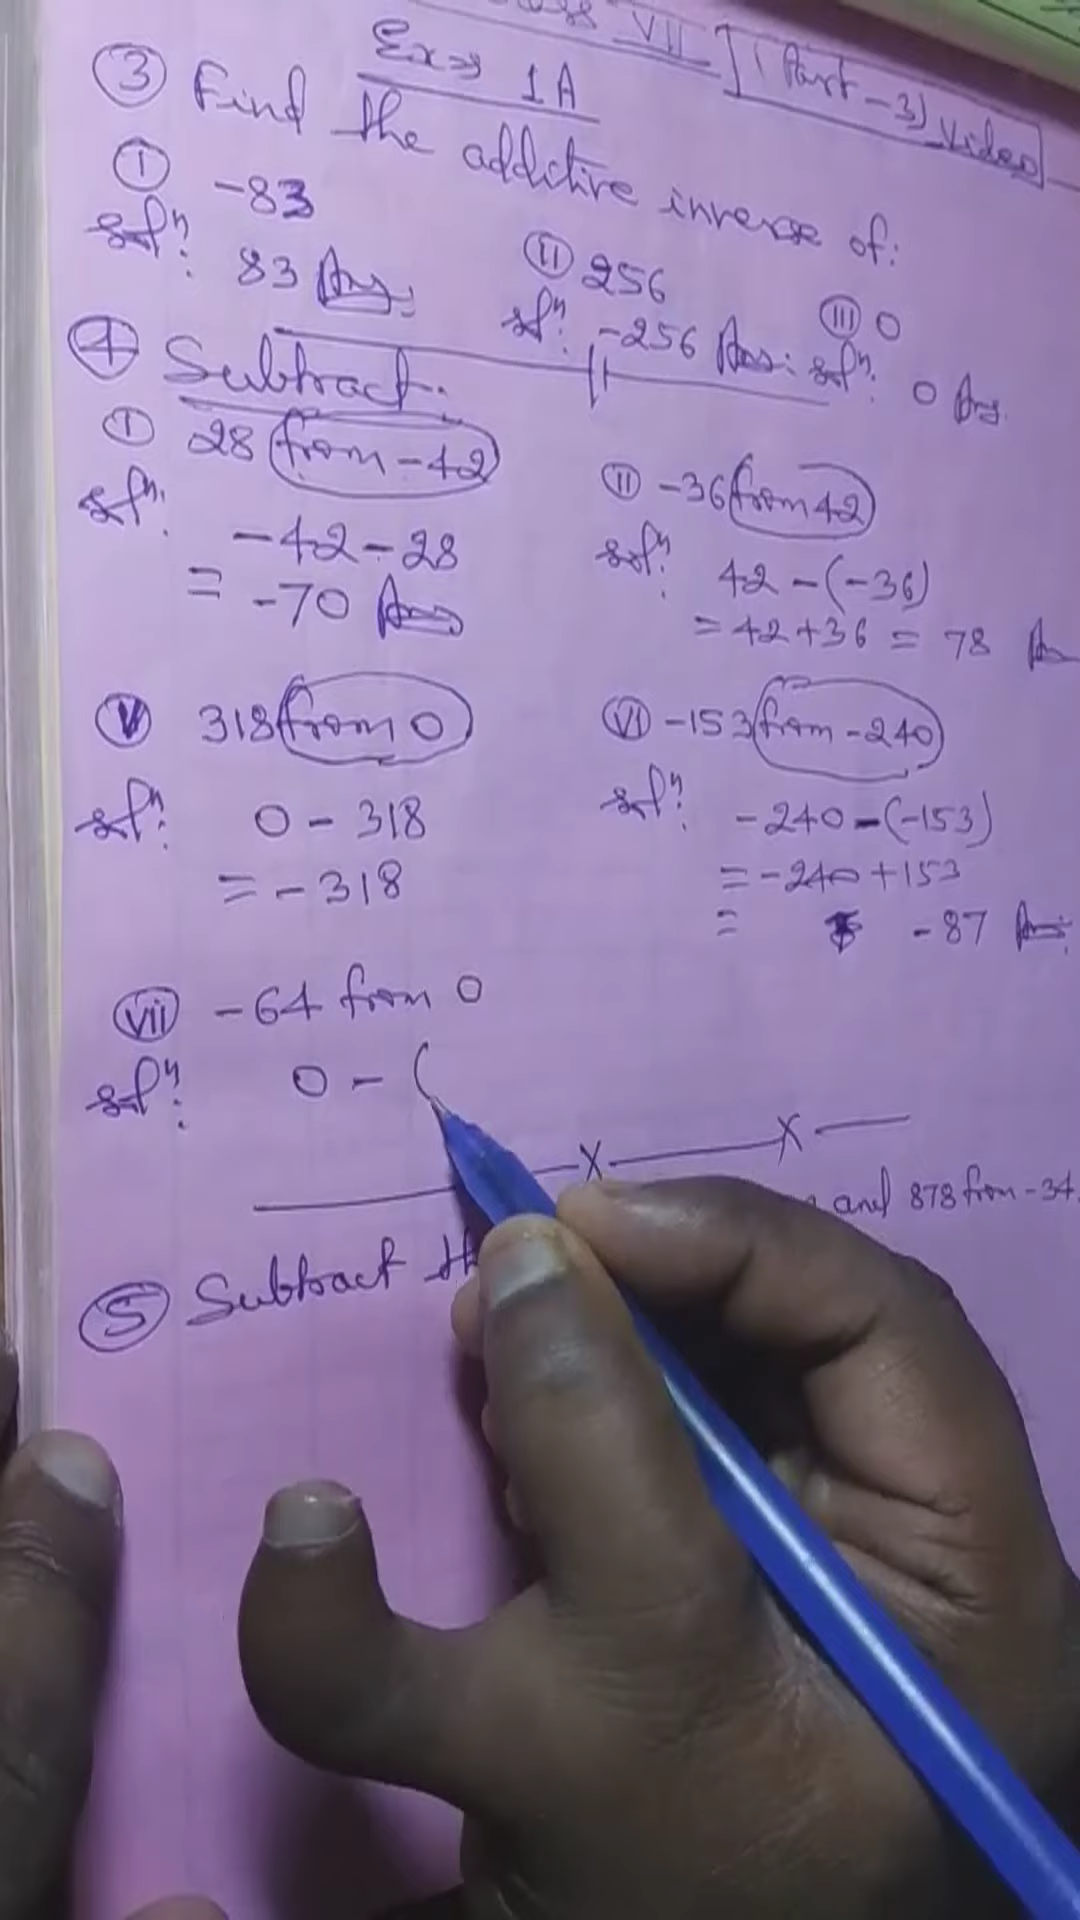 VII (Part-3) Video
Ex⇒ 1A
③ Find the additive inverse of:
Ⓘ -83
Solⁿ: 83 Ans.
Ⓘⓘ 256
Solⁿ: -256 Ans.
Ⓘⓘⓘ 0
Solⁿ: 0 Ans.
④ Subtract.
Ⓘ 28 from -42
Solⁿ: -42-28
= -70 Ans
Ⓘⓘ -36 from 42
Solⁿ: 42-(-36)
= 42+36 = 78
Ⓥ 318 from 0
Solⁿ: 0-318
= -318
(VI) -153 from -240
Solⁿ: -240-(-153)
= -240+153
= -87 Ans.
(vii) -64 from 0
Solⁿ: 0-(
X X
⑤ Subtract
and 878 from -34